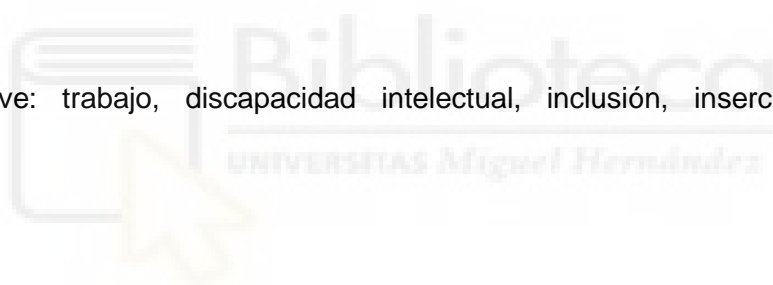 Biblioteca
ve: trabajo, discapacidad intelectual, inclusión, inserc
UNIVERSITAS Miguel Hernández